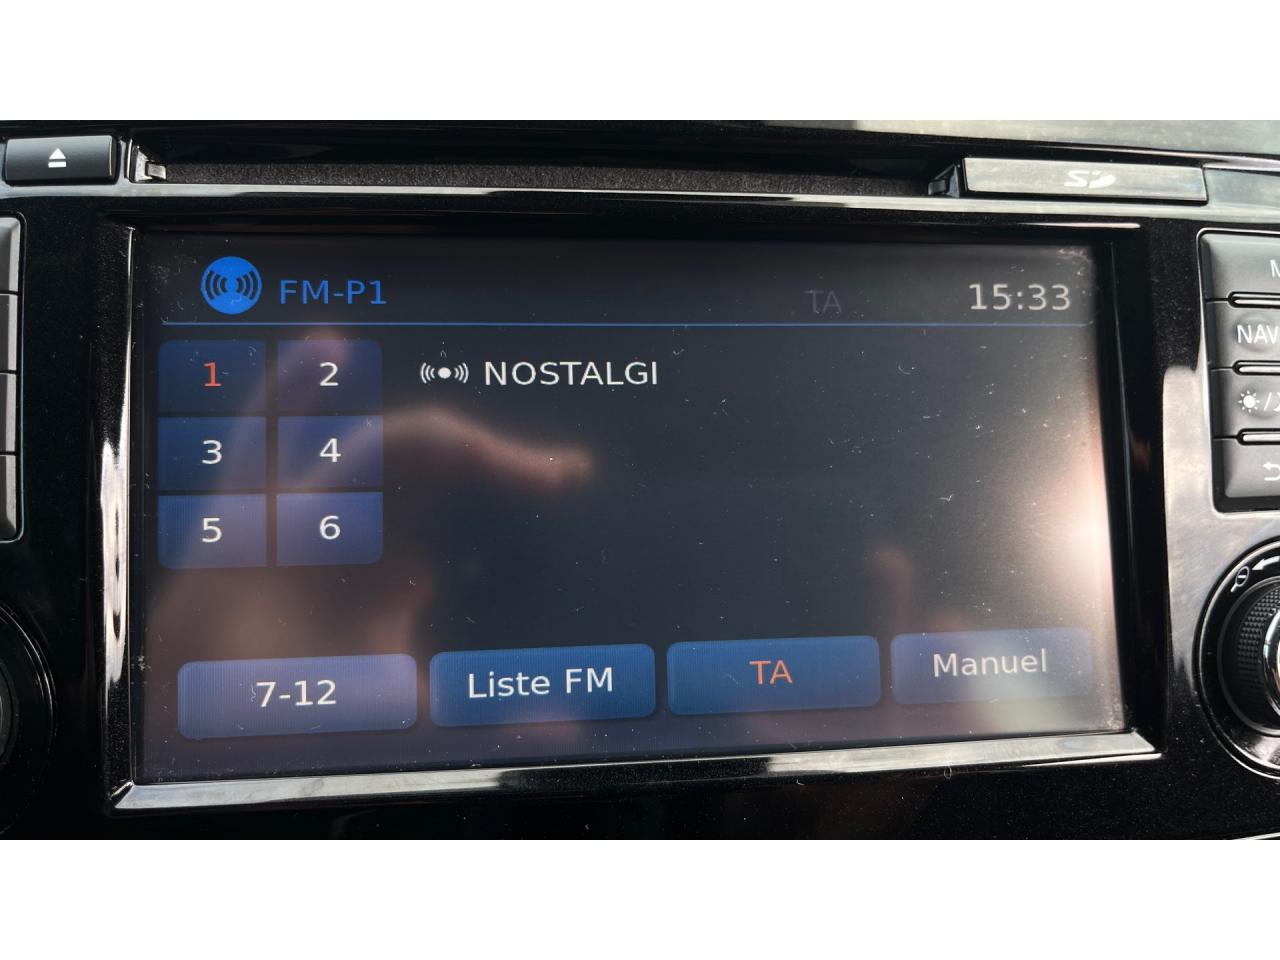 FM-P1
TA
15:33
1 2
NOSTALGI
3 4
5 6
7-12
Liste FM
TA
Manuel
NAV